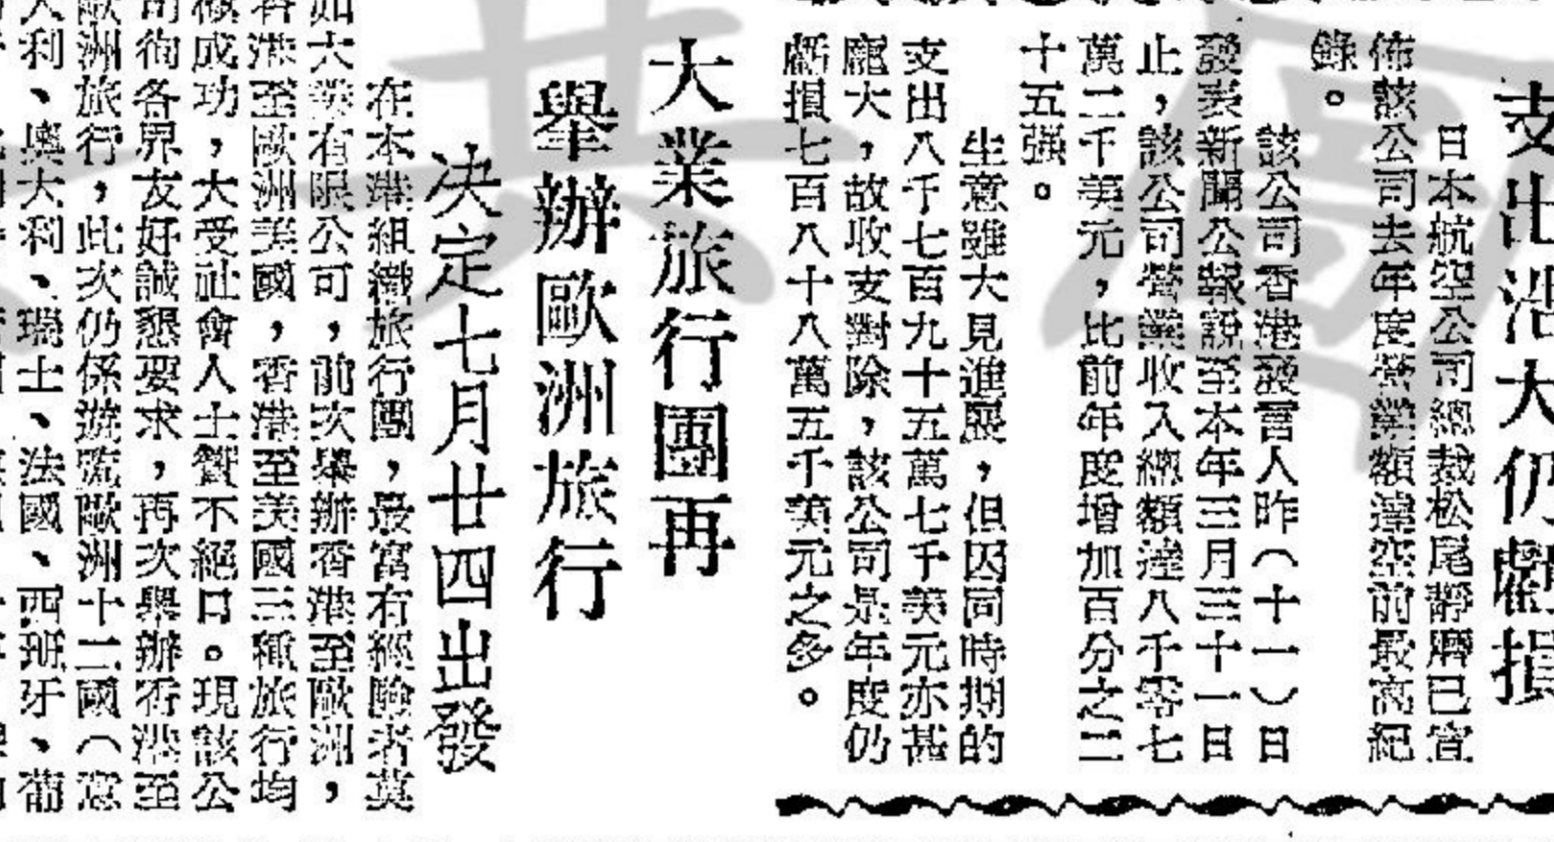 支出浩大仍虧損
日本航空公司總裁松尾靜磨已宣
佈該公司去年度營業額達空前最高紀
錄。
該公司香港發言人昨（十一）日
發表新聞公報說至本年三月三十一日
止，該公司營業收入總額達八千零七
萬二千美元，比前年度增加百分之二
十五强。
生意雖大見進展，但因同時期的
支出八千七百九十五萬七千美元亦甚
龐大，故收支對除，該公司是年度仍
虧損七百八十八萬五千美元之多。
大業旅行團再
舉辦歐洲旅行
决定七月廿四出發
在本港組織旅行團，最富有經險者莫
如大業有限公司，前次舉辦香港至歐洲，
香港至歐洲美國，香港至美國三種旅行均
極成功，大受社會人士贊不絕口。現該公
司徇各界友好誠懇要求，再次舉辦香港至
歐洲旅行，此次仍係遊覽歐洲十二國（意
大利、奧大利、瑞士、法國、西班牙、葡